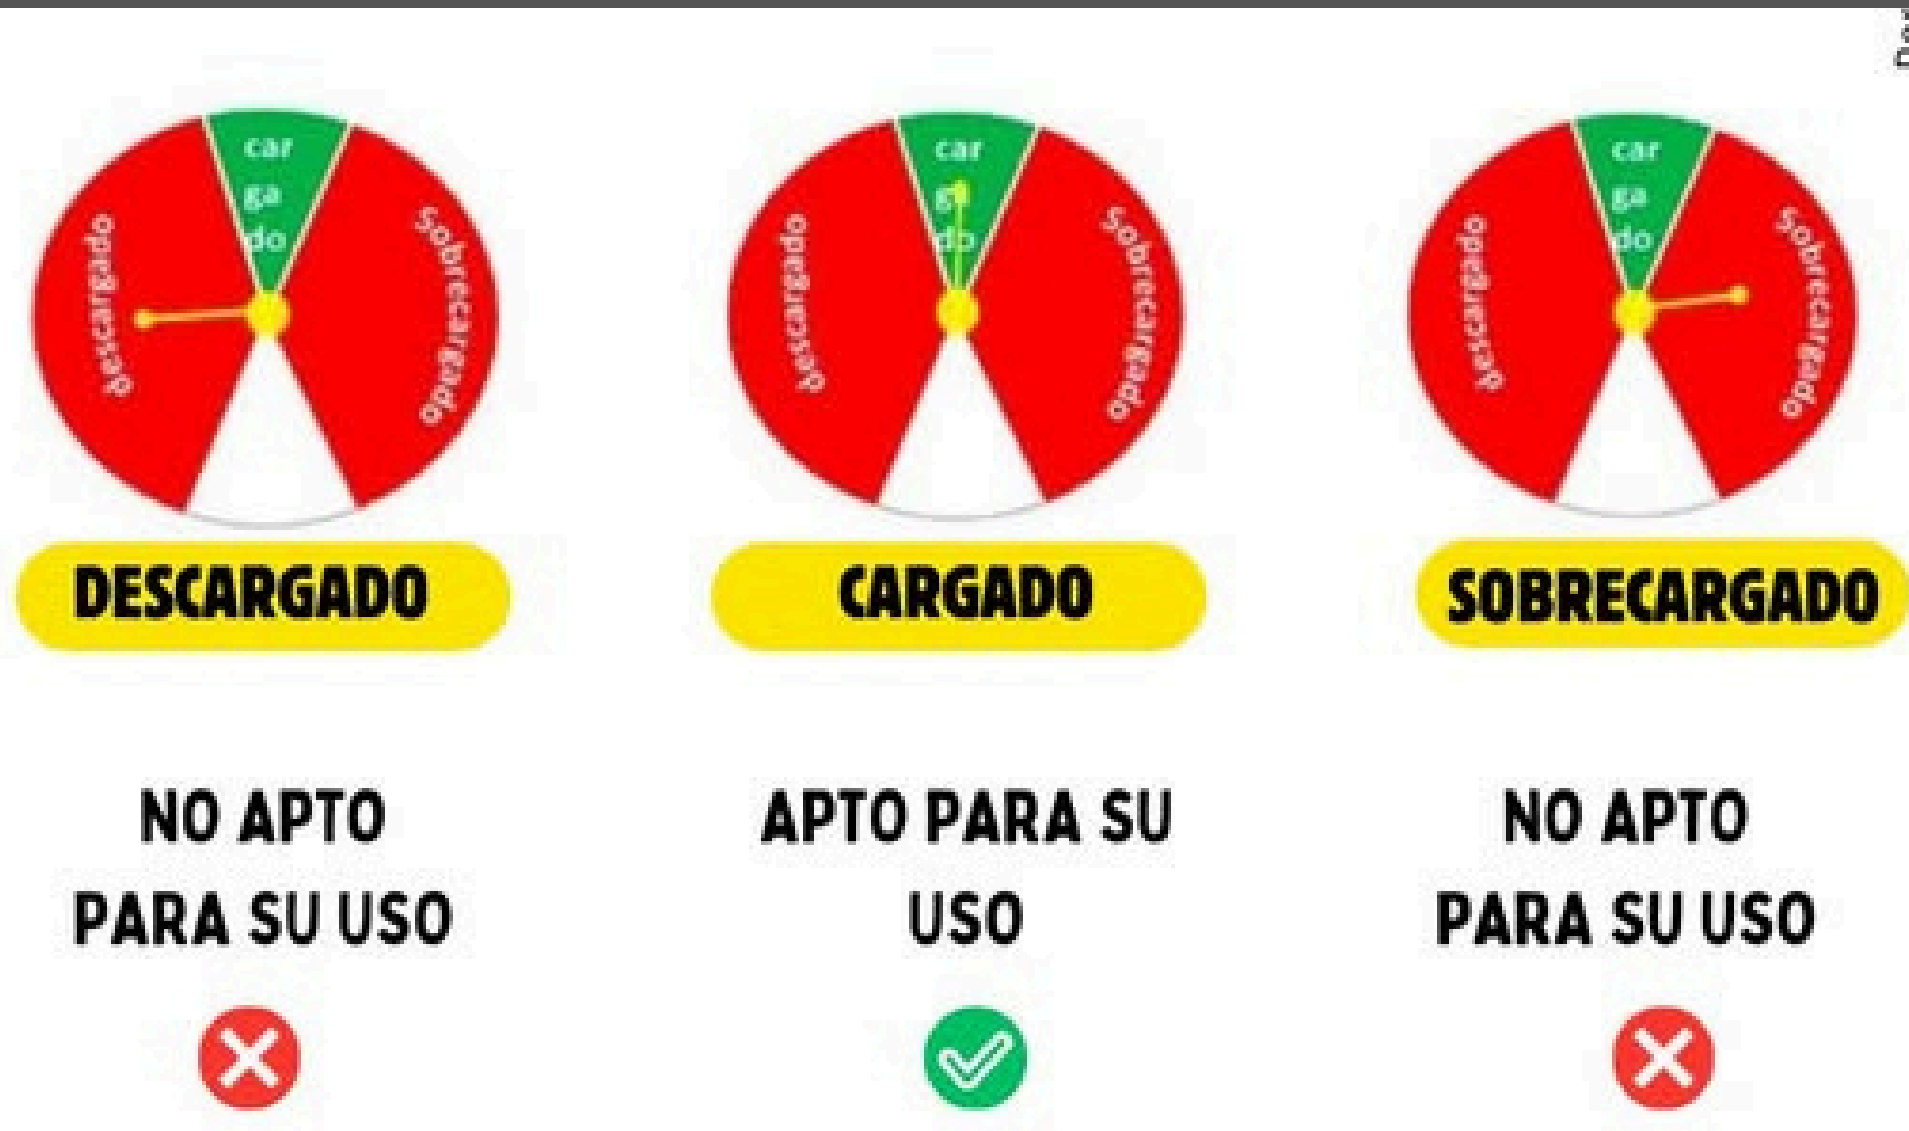 descargado
car
ga
do
Sobrecargado
descargado
car
do
Sobrecargado
descargado
car
ga
do
Sobrecargado
DESCARGADO
CARGADO
SOBRECARGADO
NO APTO
PARA SU USO
APTO PARA SU
USO
NO APTO
PARA SU USO